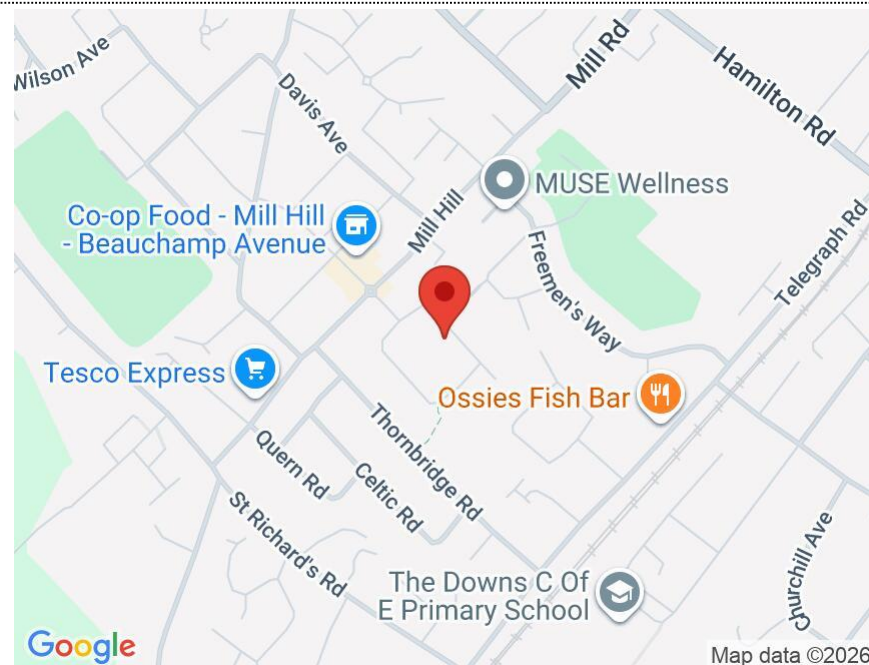 Wilson Ave
Mill Rd
Hamilton Rd
Davis Ave
MUSE Wellness
Co-op Food - Mill Hill
- Beauchamp Avenue
Mill Hill
Telegraph Rd
Freemen's Way
Tesco Express
Ossies Fish Bar
Thornbridge Rd
Quern Rd
Celtic Rd
St Richard's Rd
The Downs C Of
E Primary School
Churchill Ave
Google
Map data ©2026